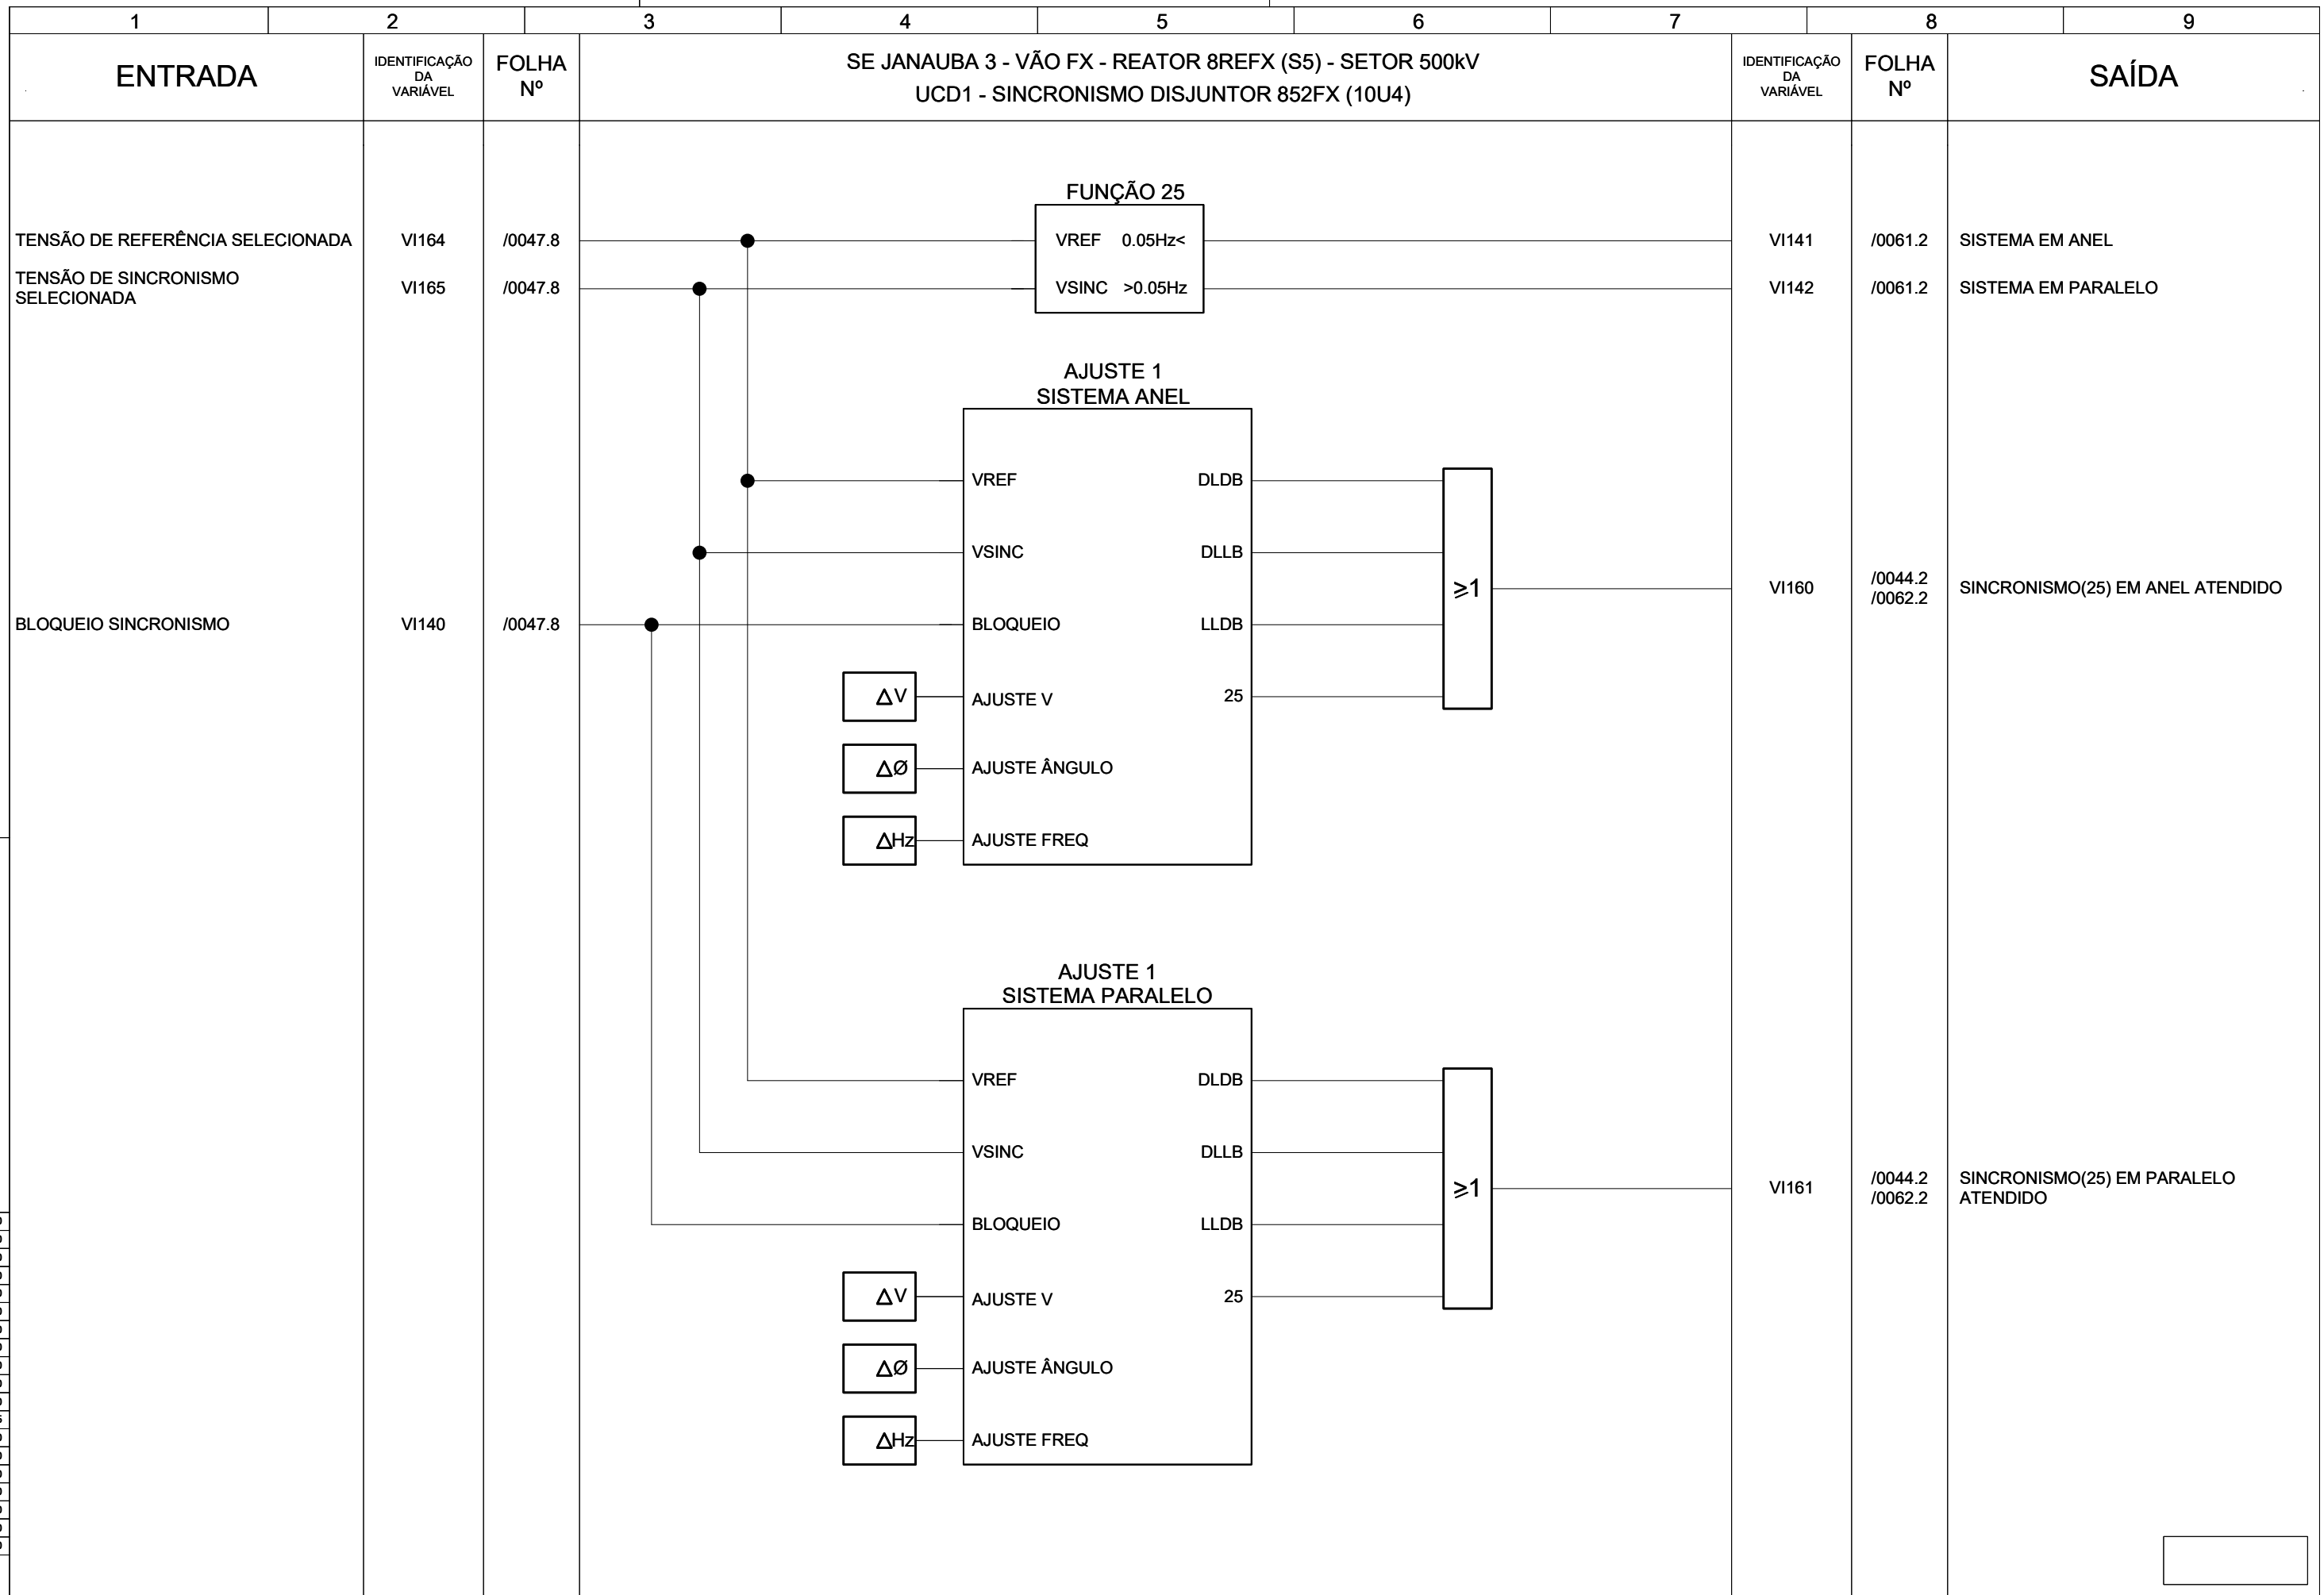 1 2 3 4 5 6 7 8 9
ENTRADA
IDENTIFICAÇÃO
DA
VARIÁVEL
FOLHA
Nº
SE JANAUBA 3 - VÃO FX - REATOR 8REFX (S5) - SETOR 500kV
UCD1 - SINCRONISMO DISJUNTOR 852FX (10U4)
IDENTIFICAÇÃO
DA
VARIÁVEL
FOLHA
Nº
SAÍDA
FUNÇÃO 25
TENSÃO DE REFERÊNCIA SELECIONADA VI164 /0047.8 VREF 0.05Hz< VI141 /0061.2 SISTEMA EM ANEL
TENSÃO DE SINCRONISMO
SELECIONADA VI165 /0047.8 VSINC >0.05Hz VI142 /0061.2 SISTEMA EM PARALELO
AJUSTE 1
SISTEMA ANEL
VREF DLDB
VSINC DLLB
≥1 VI160 /0044.2
/0062.2 SINCRONISMO(25) EM ANEL ATENDIDO
BLOQUEIO SINCRONISMO VI140 /0047.8 BLOQUEIO LLDB
ΔV AJUSTE V 25
ΔØ AJUSTE ÂNGULO
ΔHz AJUSTE FREQ
AJUSTE 1
SISTEMA PARALELO
VREF DLDB
VSINC DLLB
≥1 VI161 /0044.2
/0062.2 SINCRONISMO(25) EM PARALELO
ATENDIDO
BLOQUEIO LLDB
ΔV AJUSTE V 25
ΔØ AJUSTE ÂNGULO
ΔHz AJUSTE FREQ